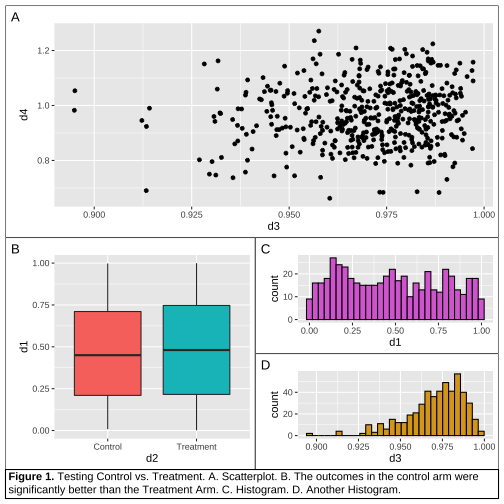 A
1.2
1.0
0.8
d4
0.900 0.925 0.950 0.975 1.000
d3
B
1.00
0.75
0.50
0.25
0.00
d1
Control Treatment
d2
C
20
10
0
count
0.00 0.25 0.50 0.75 1.00
d1
D
40
20
0
count
0.900 0.925 0.950 0.975 1.000
d3
Figure 1. Testing Control vs. Treatment. A. Scatterplot. B. The outcomes in the control arm were
significantly better than the Treatment Arm. C. Histogram. D. Another Histogram.